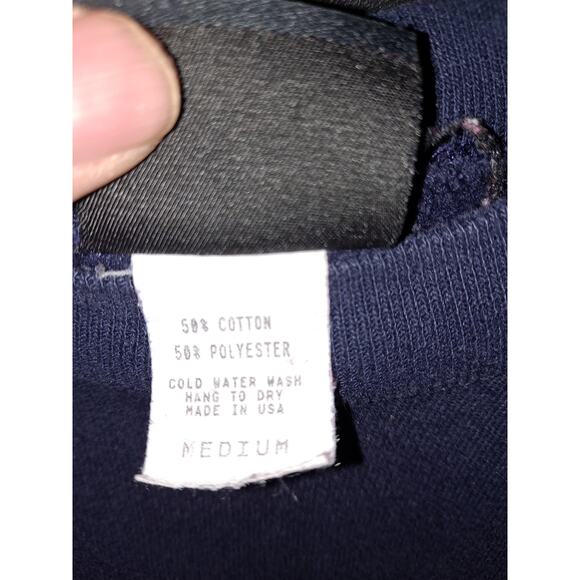 50% COTTON
50% POLYESTER
COLD WATER WASH
HANG TO DRY
MADE IN USA
MEDIUM